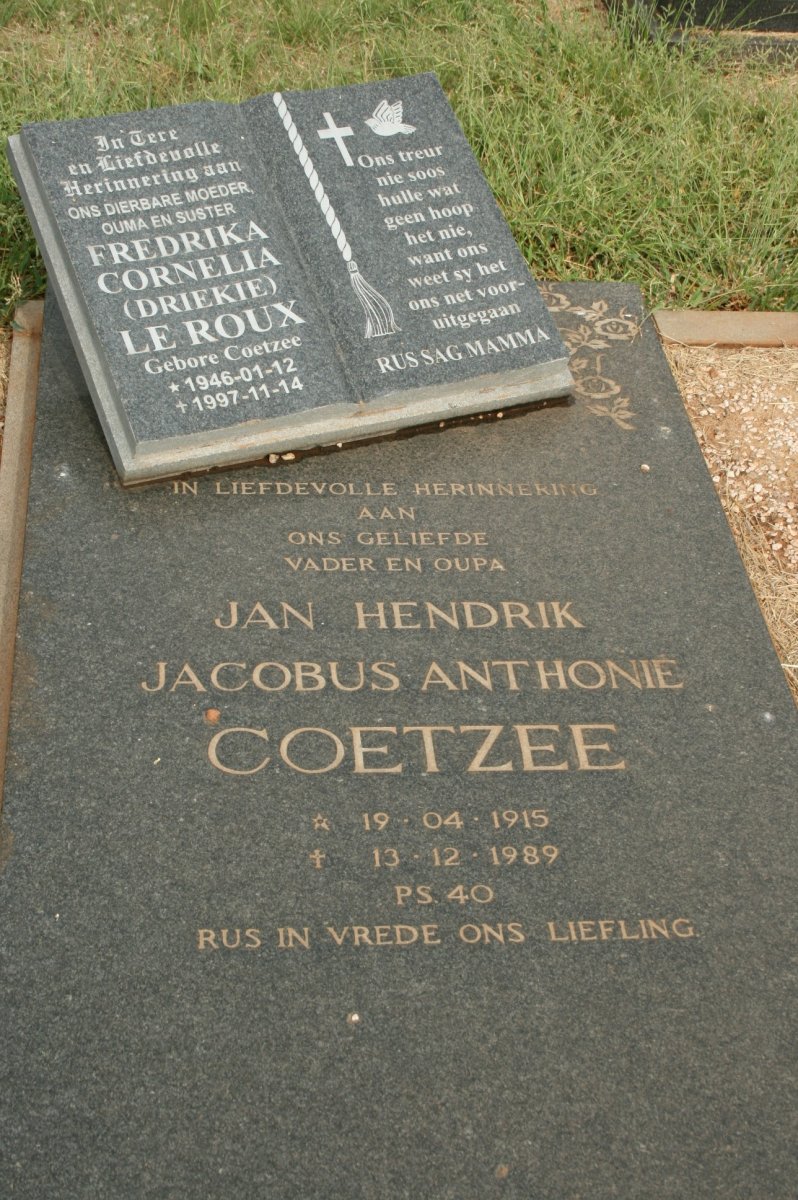 In Tere
en Liefdevolle
Herinnering aan
ONS DIERBARE MOEDER,
OUMA EN SUSTER
FREDRIKA
CORNELIA
(DRIEKIE)
LE ROUX
Gebore Coetzee
*1946-01-12
†1997-11-14
Ons treur
nie soos
hulle wat
geen hoop
het nie,
want ons
weet sy het
ons net voor-
uitgegaan
RUS SAG MAMMA
IN LIEFDEVOLLE HERINNERING
AAN
ONS GELIEFDE
VADER EN OUPA
JAN HENDRIK
JACOBUS ANTHONIË
COETZEE
☆ 19·04·1915
† 13·12·1989
PS. 40
RUS IN VREDE ONS LIEFLING.